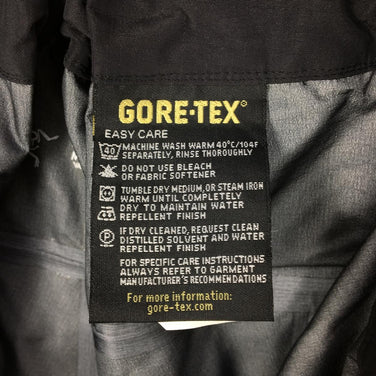 GORE-TEX®
EASY CARE
40
MACHINE WASH WARM 40°C/104F
SEPARATELY, RINSE THOROUGHLY
DO NOT USE BLEACH
OR FABRIC SOFTENER
TUMBLE DRY MEDIUM, OR STEAM IRON
WARM UNTIL COMPLETELY
DRY TO MAINTAIN WATER
REPELLENT FINISH
P
IF DRY CLEANED, REQUEST CLEAN
DISTILLED SOLVENT AND WATER
REPELLENT FINISH
FOR SPECIFIC CARE INSTRUCTIONS
ALWAYS REFER TO GARMENT
MANUFACTURER'S RECOMMENDATIONS
For more information:
gore-tex.com